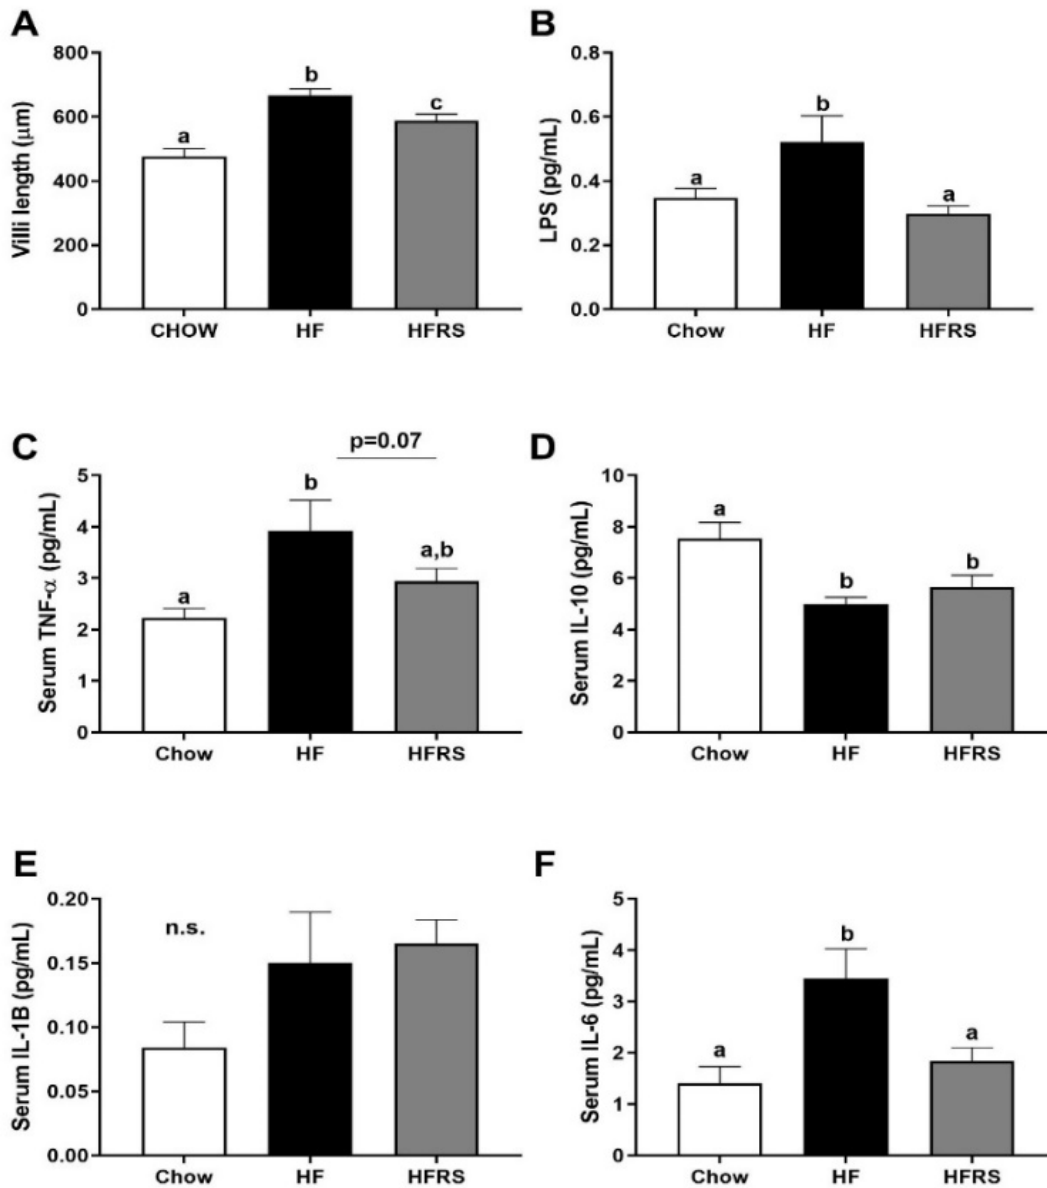 A
Villi length (μm)
800
600
400
200
0
a
b
c
CHOW HF HFRS
B
LPS (pg/mL)
0.8
0.6
0.4
0.2
0.0
a
b
a
Chow HF HFRS
C
p=0.07
Serum TNF-α (pg/mL)
5
4
3
2
1
0
a
b
a,b
Chow HF HFRS
D
Serum IL-10 (pg/mL)
10
8
6
4
2
0
a
b
b
Chow HF HFRS
E
Serum IL-1B (pg/mL)
0.20
0.15
0.10
0.05
0.00
n.s.
Chow HF HFRS
F
Serum IL-6 (pg/mL)
5
4
3
2
1
0
a
b
a
Chow HF HFRS